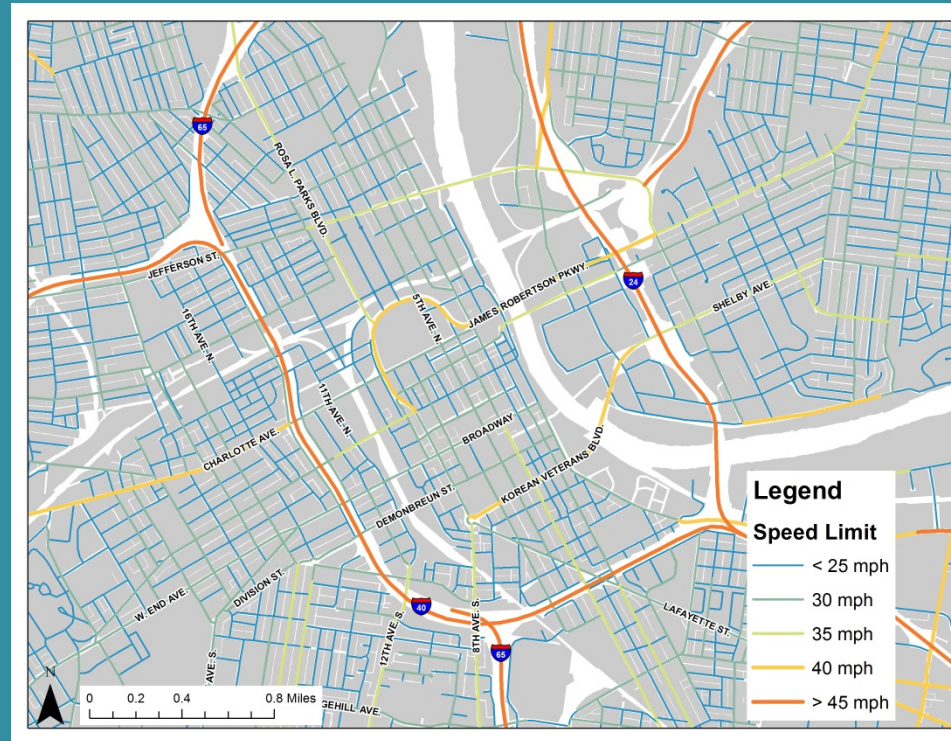 65
ROSA L. PARKS BLVD.
JEFFERSON ST.
16TH AVE. N.
5TH AVE. N.
JAMES ROBERTSON PKWY.
24
SHELBY AVE.
11TH AVE. N.
CHARLOTTE AVE.
BROADWAY
KOREAN VETERANS BLVD.
DEMONBREUN ST.
DIVISION ST.
W. END AVE.
40
12TH AVE. S.
8TH AVE. S.
LAFAYETTE ST.
65
AVE. S.
GEHILL AVE.
N
0 0.2 0.4 0.8 Miles
Legend
Speed Limit
< 25 mph
30 mph
35 mph
40 mph
> 45 mph